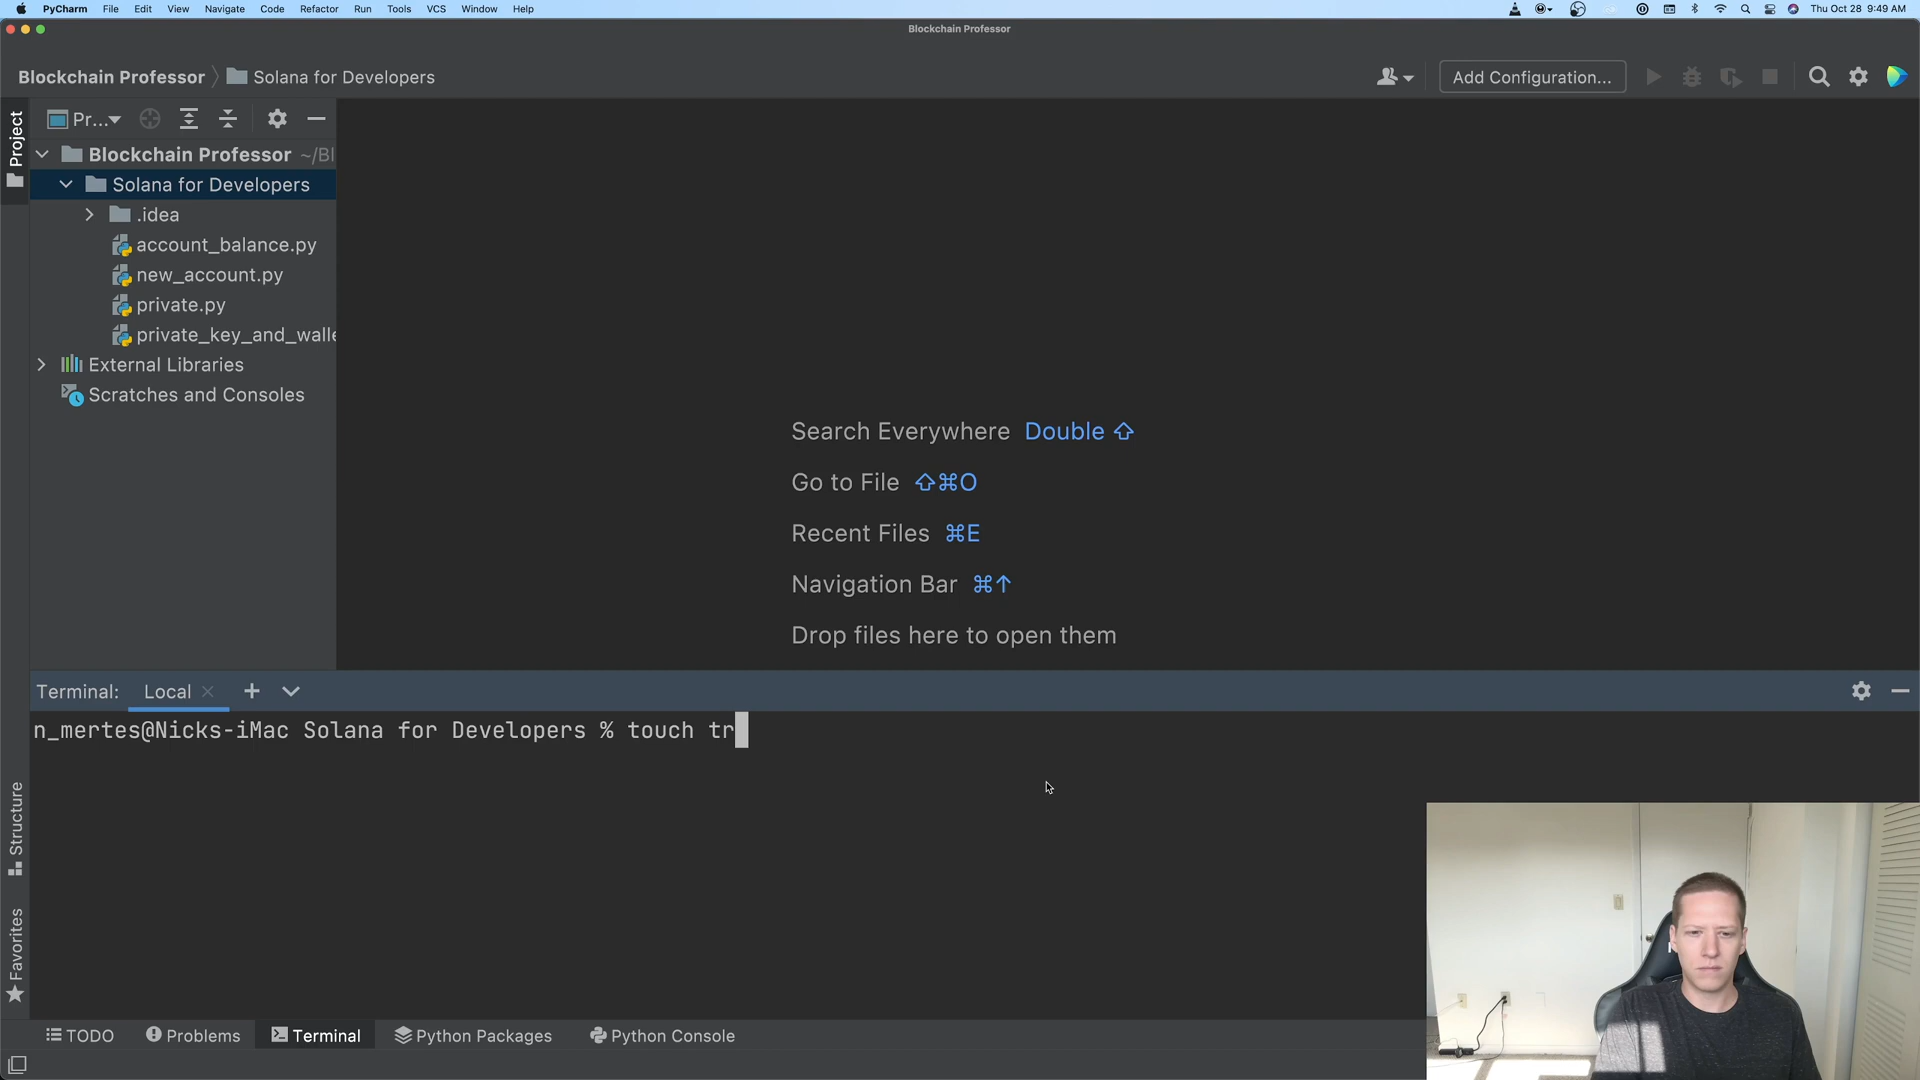 PyCharm File Edit View Navigate Code Refactor Run Tools VCS Window Help Thu Oct 28 9:49 AM
Blockchain Professor
Blockchain Professor Solana for Developers Add Configuration...
Project
Pr...
Blockchain Professor ~/Bl
Solana for Developers
.idea
account_balance.py
new_account.py
private.py
private_key_and_walle
External Libraries
Scratches and Consoles
Search Everywhere Double ⇧
Go to File ⇧⌘O
Recent Files ⌘E
Navigation Bar ⌘↑
Drop files here to open them
Terminal: Local
n_mertes@Nicks-iMac Solana for Developers % touch tr
Structure
Favorites
TODO Problems Terminal Python Packages Python Console